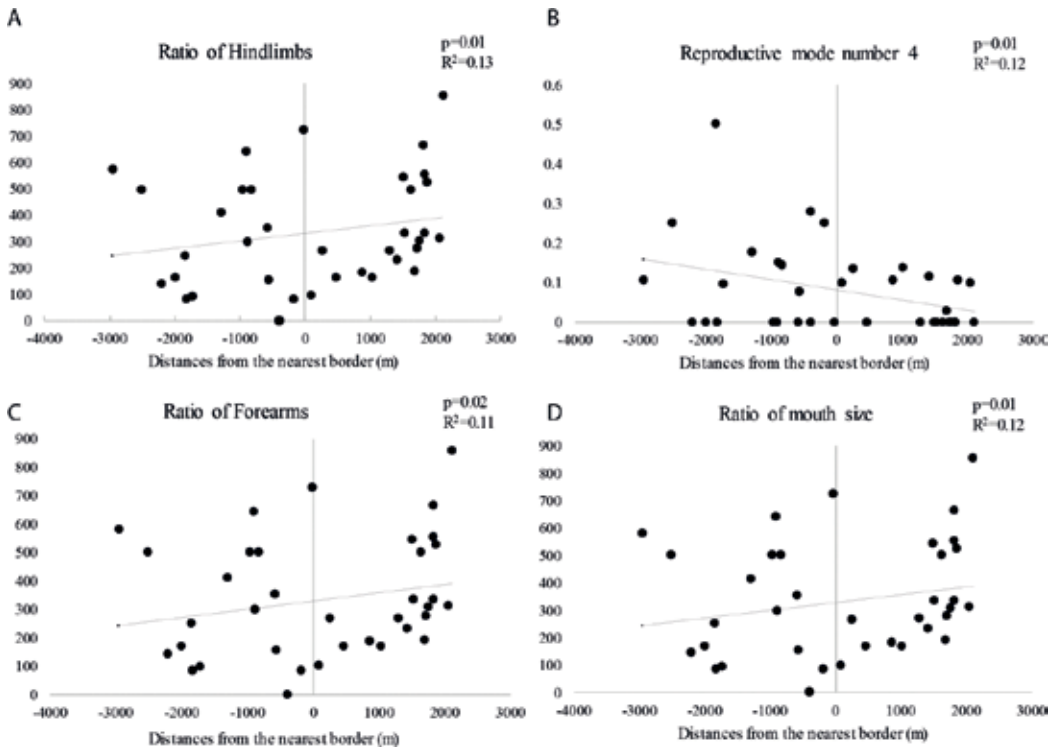 A
Ratio of Hindlimbs
p=0.01
R²=0.13
900
800
700
600
500
400
300
200
100
0
-4000 -3000 -2000 -1000 0 1000 2000 3000
Distances from the nearest border (m)
B
Reproductive mode number 4
p=0.01
R²=0.12
0.6
0.5
0.4
0.3
0.2
0.1
0
-4000 -3000 -2000 -1000 0 1000 2000 3000
Distances from the nearest border (m)
C
Ratio of Forearms
p=0.02
R²=0.11
900
800
700
600
500
400
300
200
100
0
-4000 -3000 -2000 -1000 0 1000 2000 3000
Distances from the nearest border (m)
D
Ratio of mouth size
p=0.01
R²=0.12
900
800
700
600
500
400
300
200
100
0
-4000 -3000 -2000 -1000 0 1000 2000 3000
Distances from the nearest border (m)